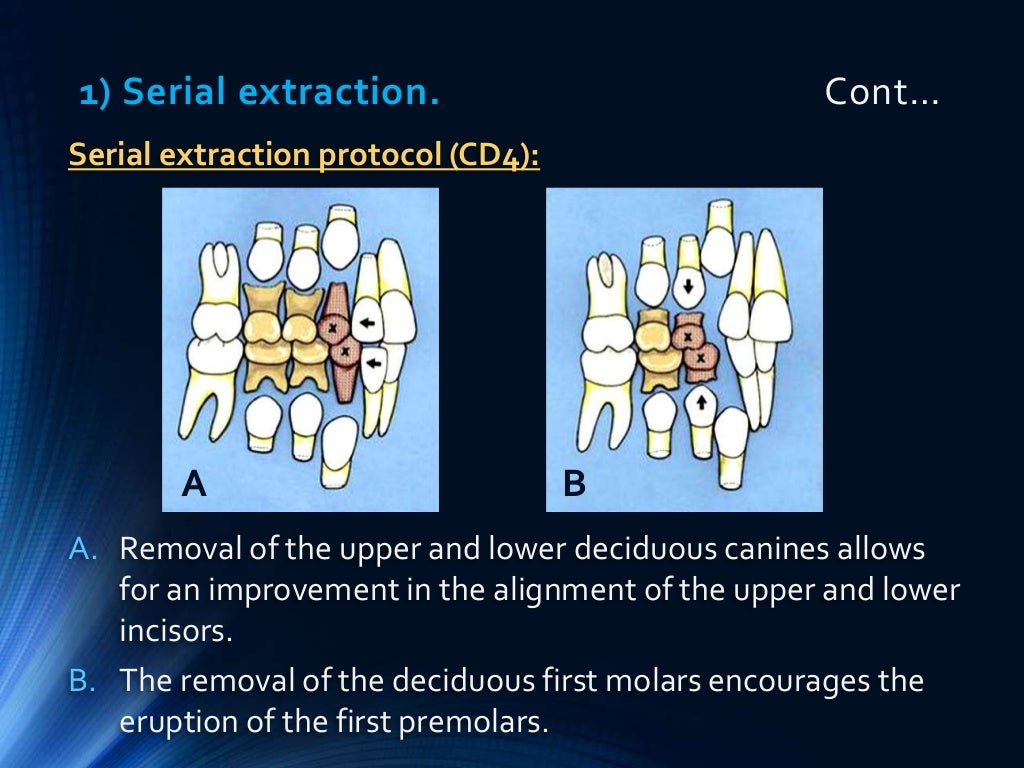 1) Serial extraction. Cont...
Serial extraction protocol (CD4):
x
x
x
x
A B
A. Removal of the upper and lower deciduous canines allows
for an improvement in the alignment of the upper and lower
incisors.
B. The removal of the deciduous first molars encourages the
eruption of the first premolars.